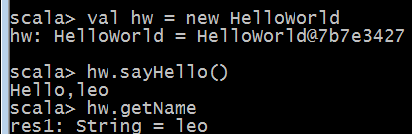 scala> val hw = new HelloWorld
hw: HelloWorld = HelloWorld@7b7e3427
scala> hw.sayHello()
Hello,leo
scala> hw.getName
res1: String = leo